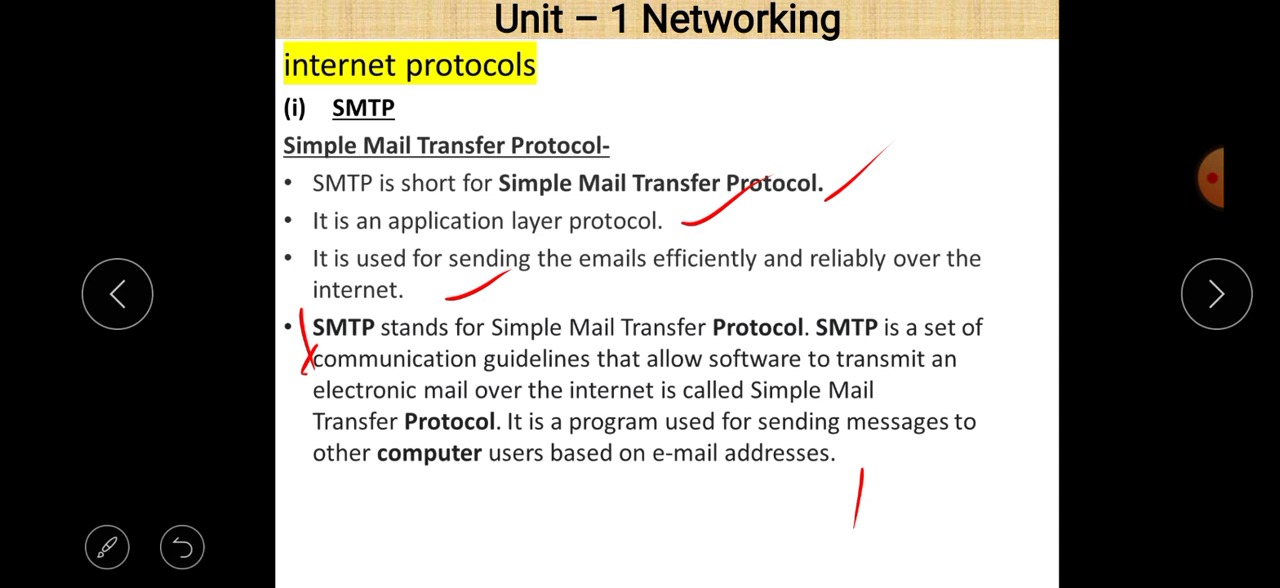 Unit – 1 Networking
internet protocols
(i) SMTP
Simple Mail Transfer Protocol-
• SMTP is short for Simple Mail Transfer Protocol.
• It is an application layer protocol.
• It is used for sending the emails efficiently and reliably over the
internet.
• SMTP stands for Simple Mail Transfer Protocol. SMTP is a set of
communication guidelines that allow software to transmit an
electronic mail over the internet is called Simple Mail
Transfer Protocol. It is a program used for sending messages to
other computer users based on e-mail addresses.